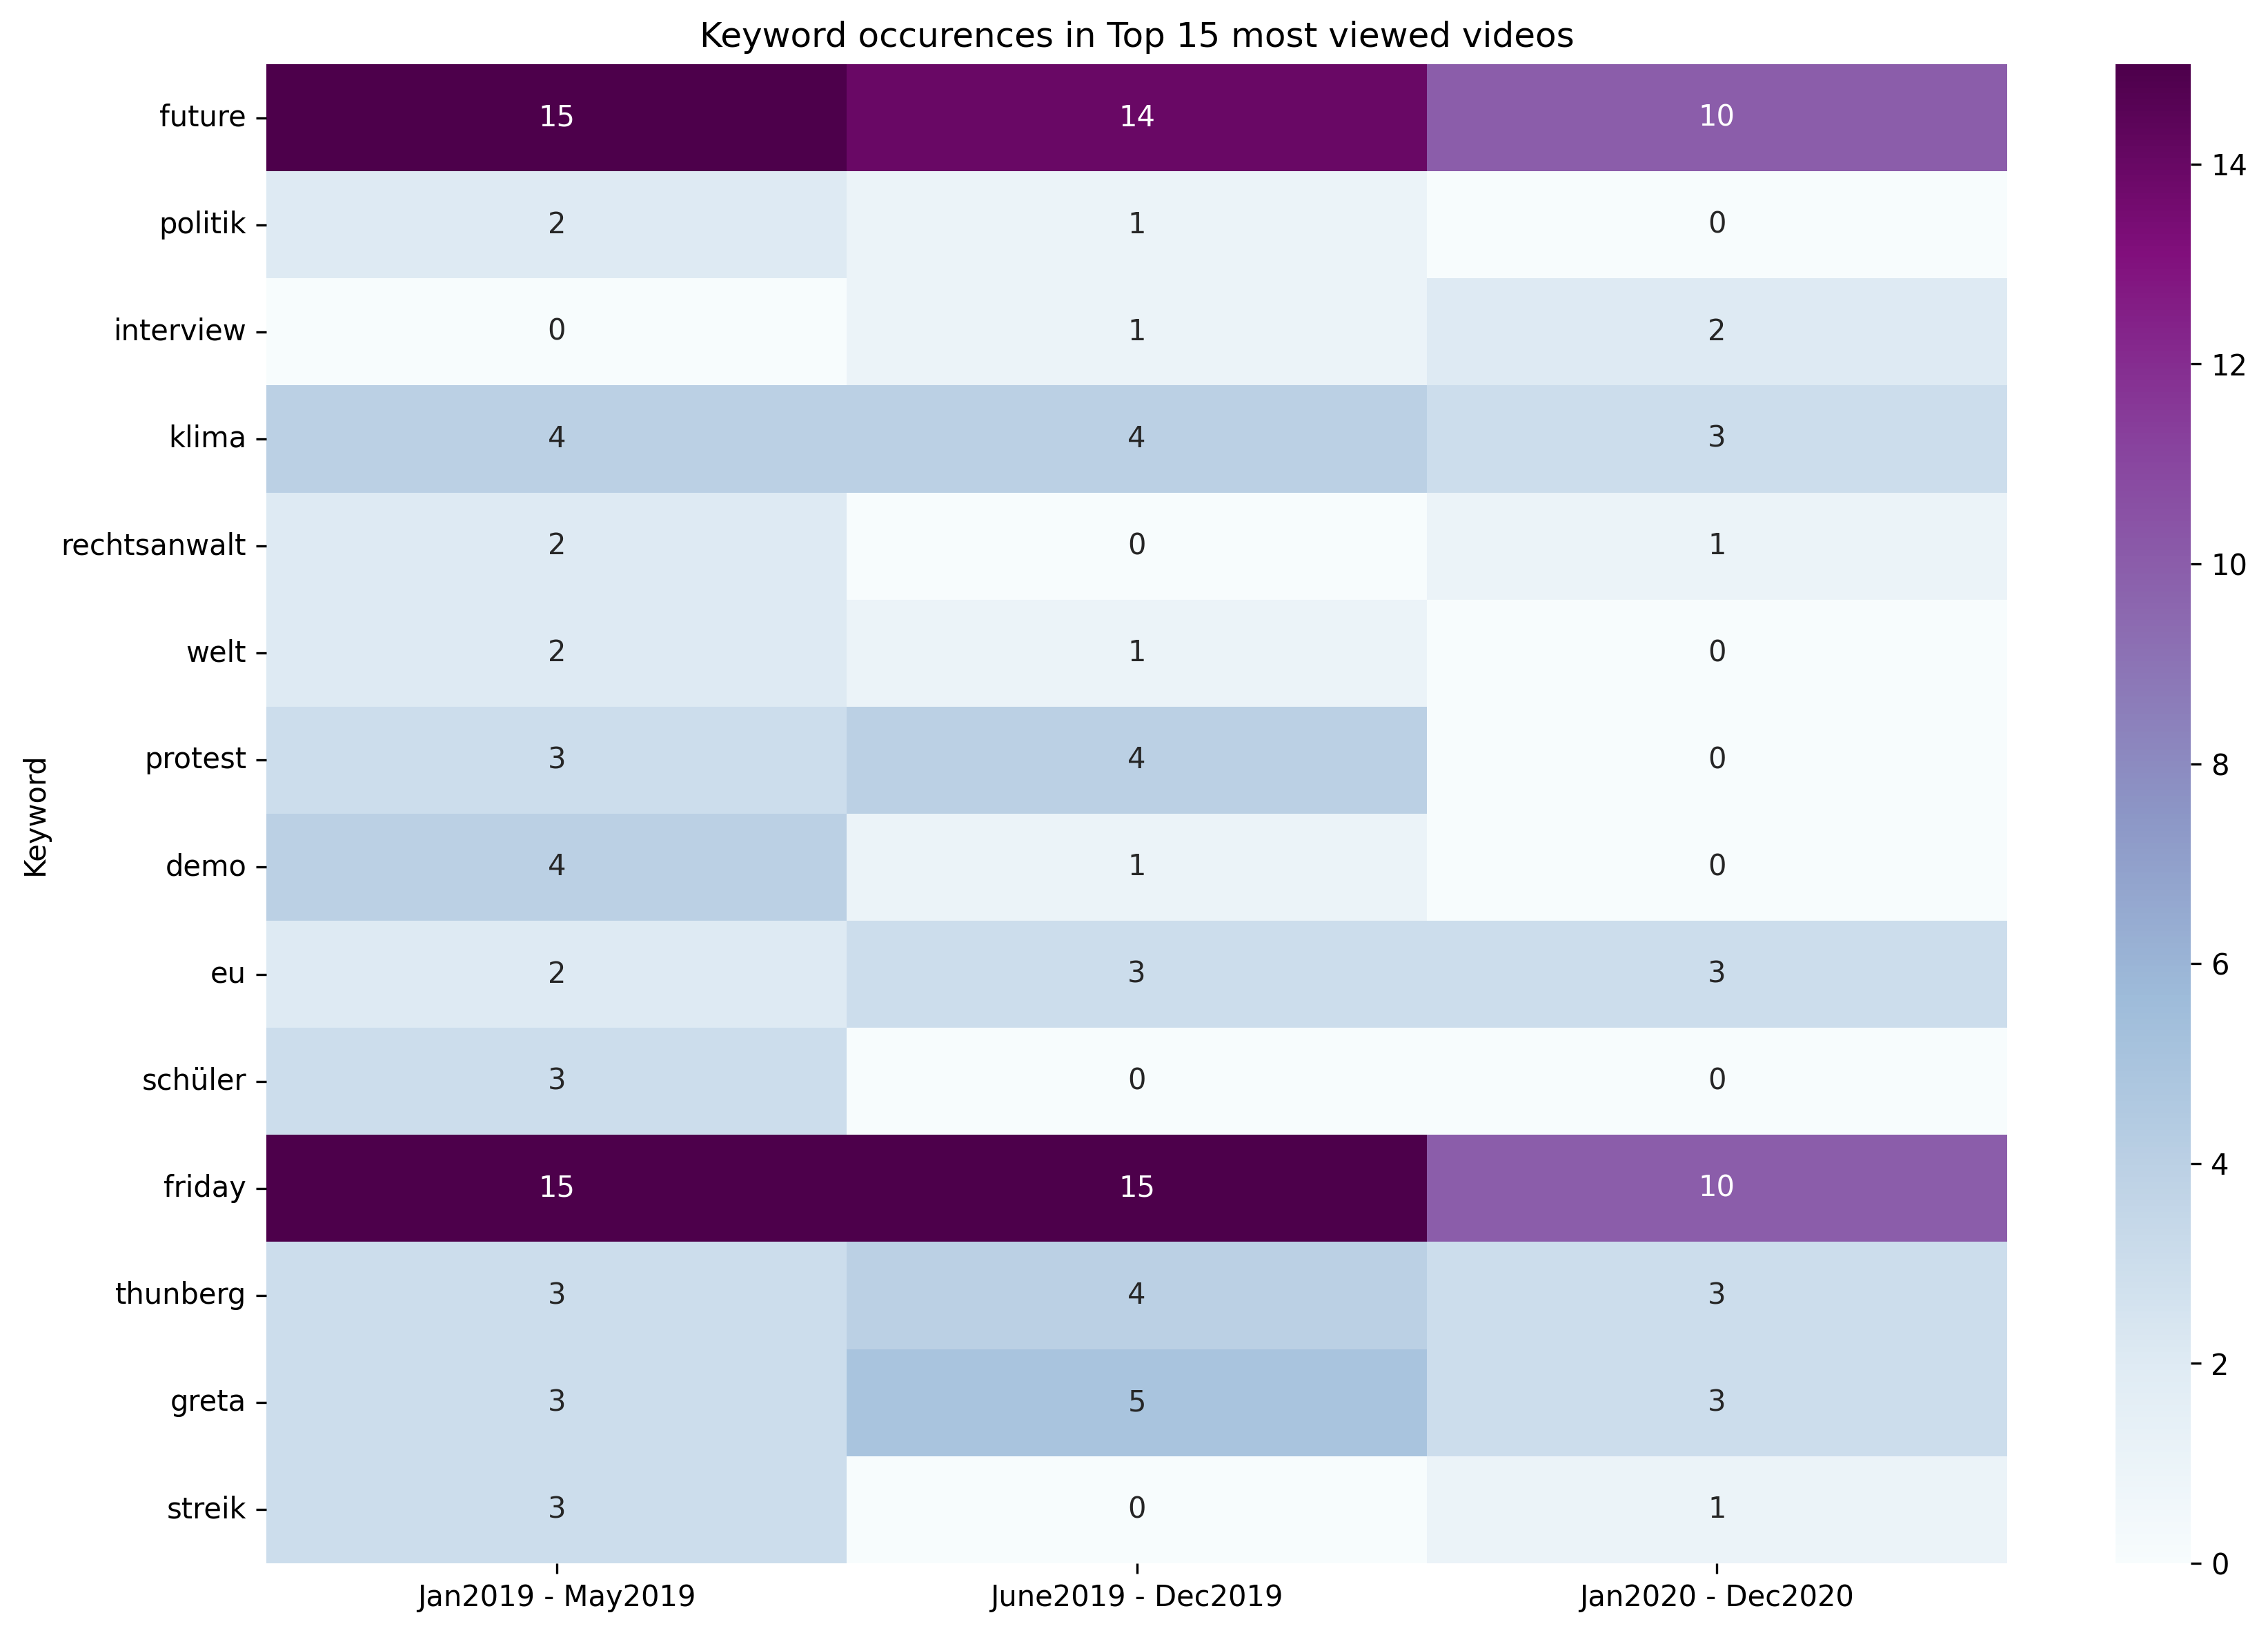 Keyword occurences in Top 15 most viewed videos
Keyword
future 15 14 10
politik 2 1 0
interview 0 1 2
klima 4 4 3
rechtsanwalt 2 0 1
welt 2 1 0
protest 3 4 0
demo 4 1 0
eu 2 3 3
schüler 3 0 0
friday 15 15 10
thunberg 3 4 3
greta 3 5 3
streik 3 0 1
Jan2019 - May2019 June2019 - Dec2019 Jan2020 - Dec2020
14
12
10
8
6
4
2
0